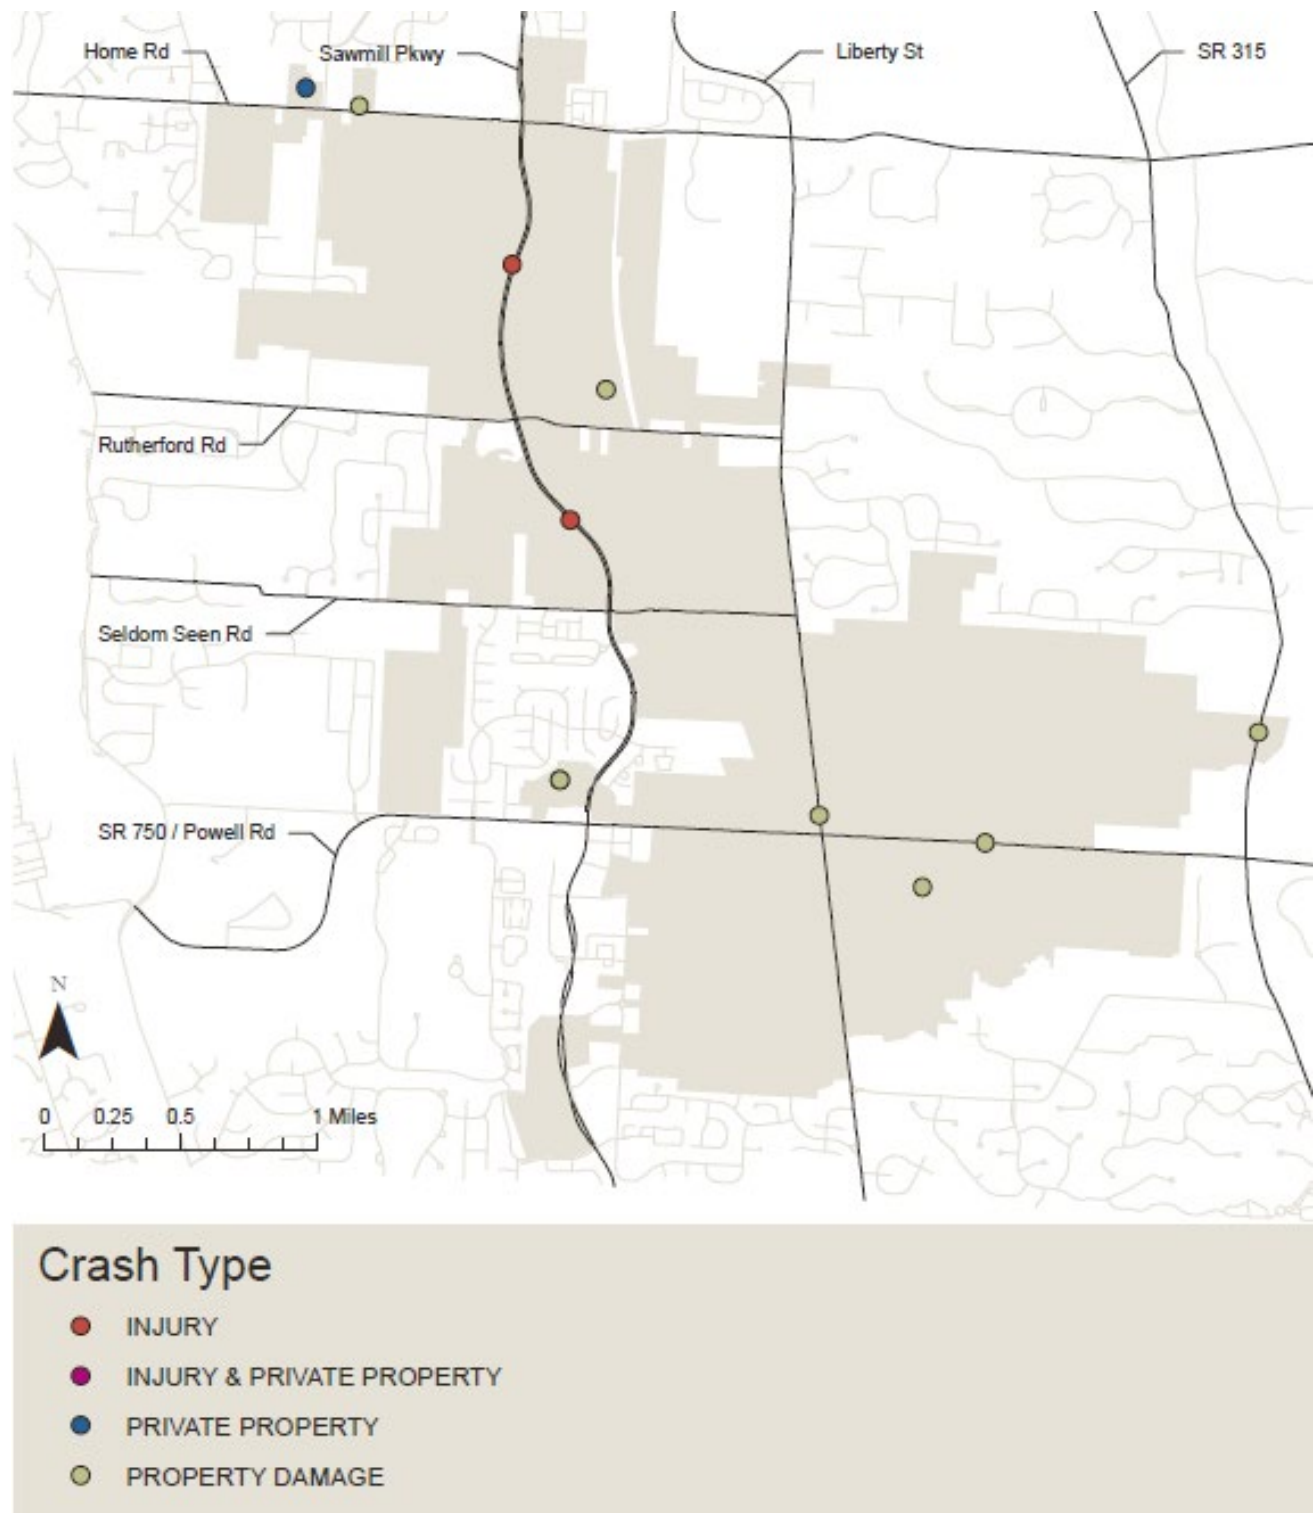 Home Rd
Sawmill Pkwy
Liberty St
SR 315
Rutherford Rd
Seldom Seen Rd
SR 750 / Powell Rd
N
0 0.25 0.5 1 Miles
Crash Type
INJURY
INJURY & PRIVATE PROPERTY
PRIVATE PROPERTY
PROPERTY DAMAGE